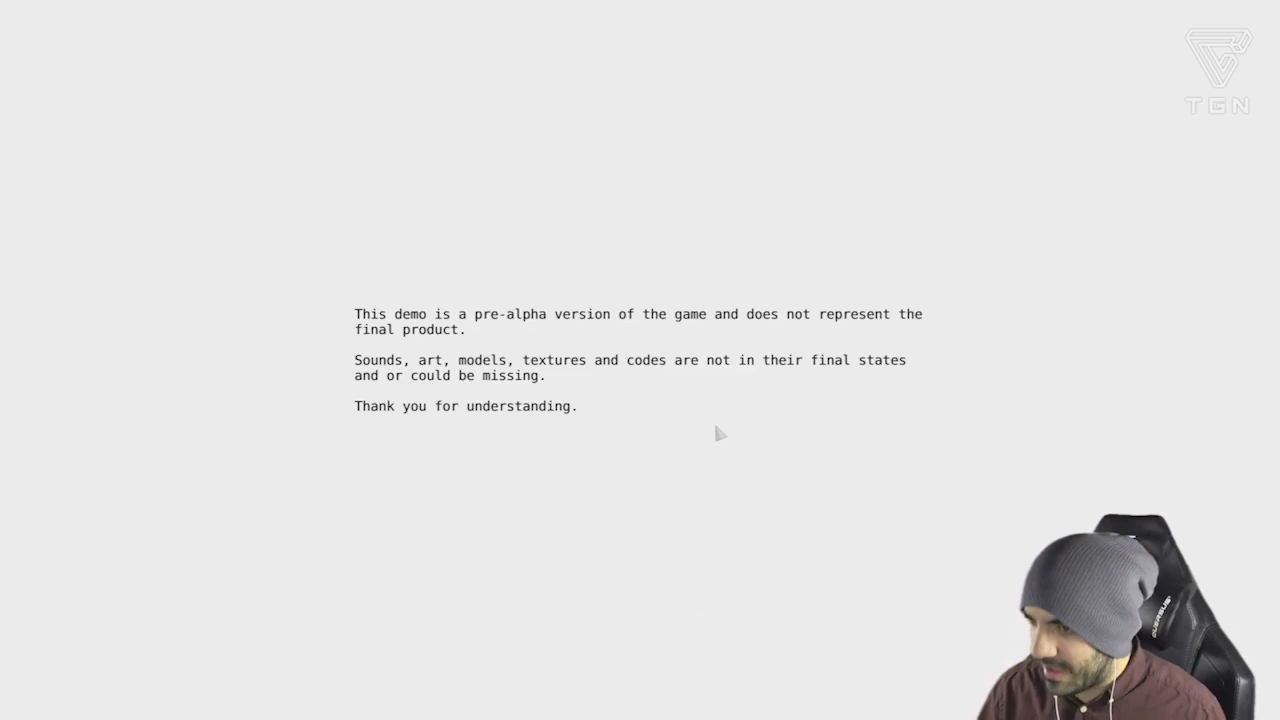 TGN
This demo is a pre-alpha version of the game and does not represent the
final product.
Sounds, art, models, textures and codes are not in their final states
and or could be missing.
Thank you for understanding.